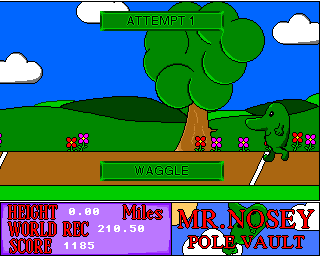 ATTEMPT 1
WAGGLE
HEIGHT 0.00 Miles
WORLD REC 210.50
SCORE 1185
MR. NOSEY
POLE VAULT